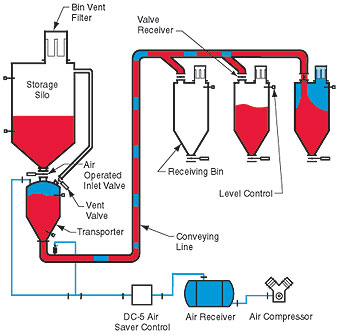 Bin Vent
Filter
Valve
Receiver
Storage
Silo
Air
Operated
Inlet Valve
Receiving Bin
Level Control
Vent
Valve
Transporter
Conveying
Line
DC-5 Air
Saver Control
Air Receiver
Air Compressor